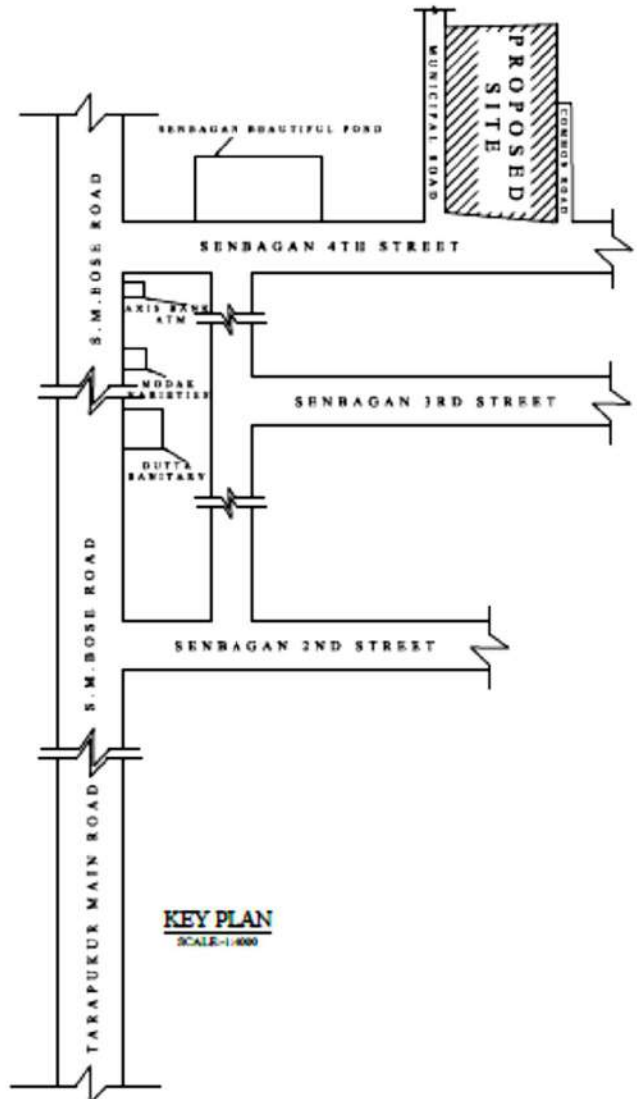 MUNICIPAL ROAD
PROPOSED
SITE
COMMON ROAD
SENBAGAN BEAUTIFUL POND
S.M.BOSE ROAD
SENBAGAN 4TH STREET
AXIS BANK
ATM
MODAK
VARIETIES
SENBAGAN 3RD STREET
DUTTA
SANITARY
S.M.BOSE ROAD
SENBAGAN 2ND STREET
TARAPUKUR MAIN ROAD
KEY PLAN
SCALE:-1:4000